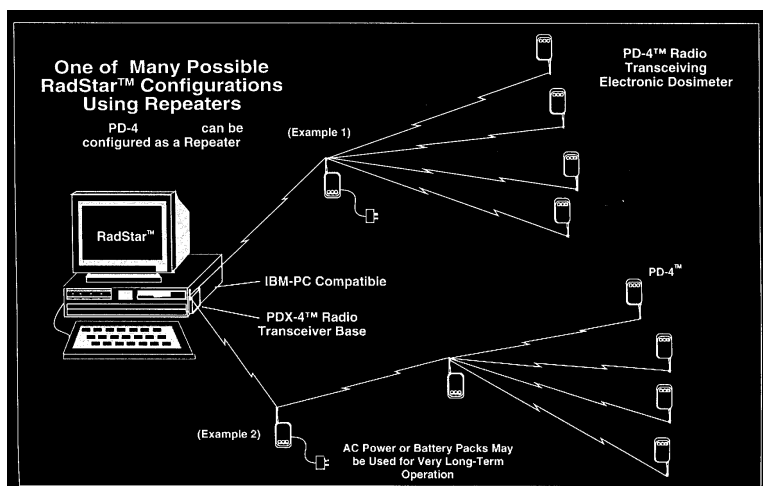 One of Many Possible
RadStar™ Configurations
Using Repeaters
PD-4 can be
configured as a Repeater
(Example 1)
PD-4™ Radio
Transceiving
Electronic Dosimeter
RadStar™
IBM-PC Compatible
PDX-4™ Radio
Transceiver Base
PD-4™
(Example 2)
AC Power or Battery Packs May
be Used for Very Long-Term
Operation